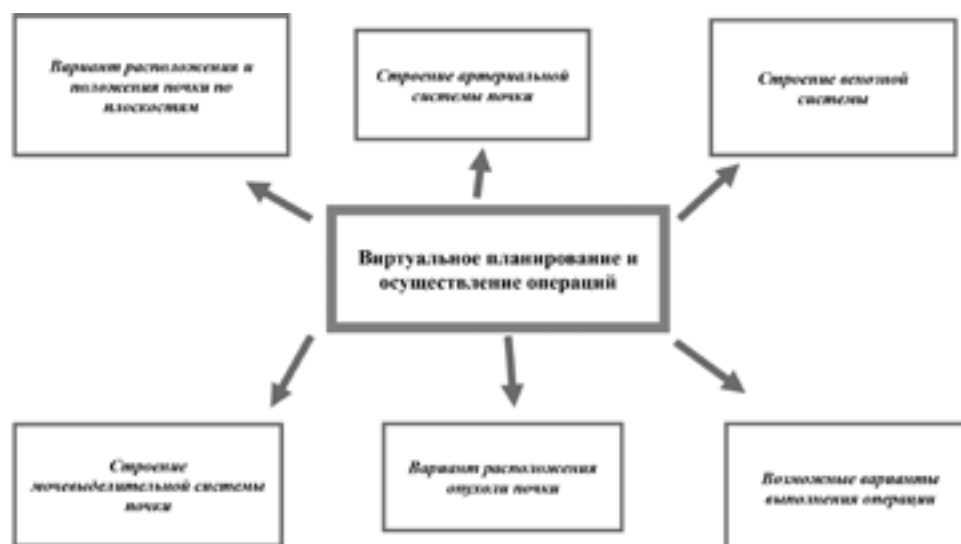 Вариант расположения и
положения почки по
плоскостям
Строение артериальной
системы почки
Строение венозной
системы
Виртуальное планирование и
осуществление операций
Строение
мочевыделительной системы
почки
Вариант расположения
опухоли почки
Возможные варианты
выполнения операции